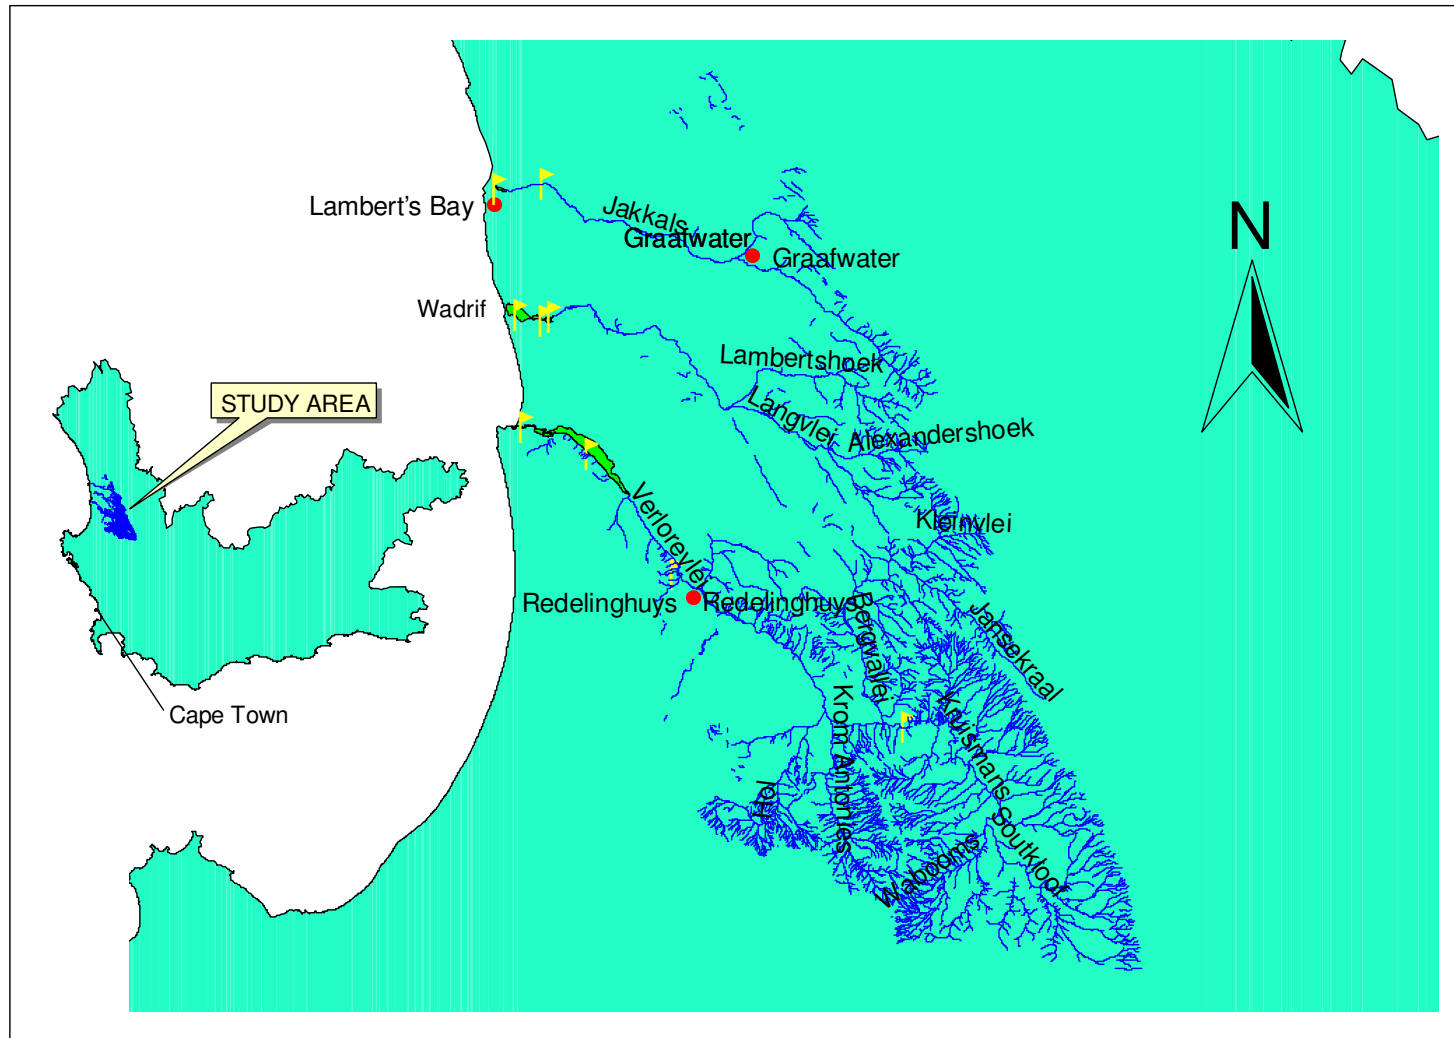 Lambert's Bay
Jakkals
Graafwater
Graafwater
N
Wadrif
Lambertshoek
STUDY AREA
Langvlei
Alexandershoek
Verlorevlei
Kleinvlei
Redelinghuys
Redelinghuys
Bergvallei
Jansekraal
Cape Town
Krom Antonies
Kruismans
Hol
Soutkloof
Wabooms